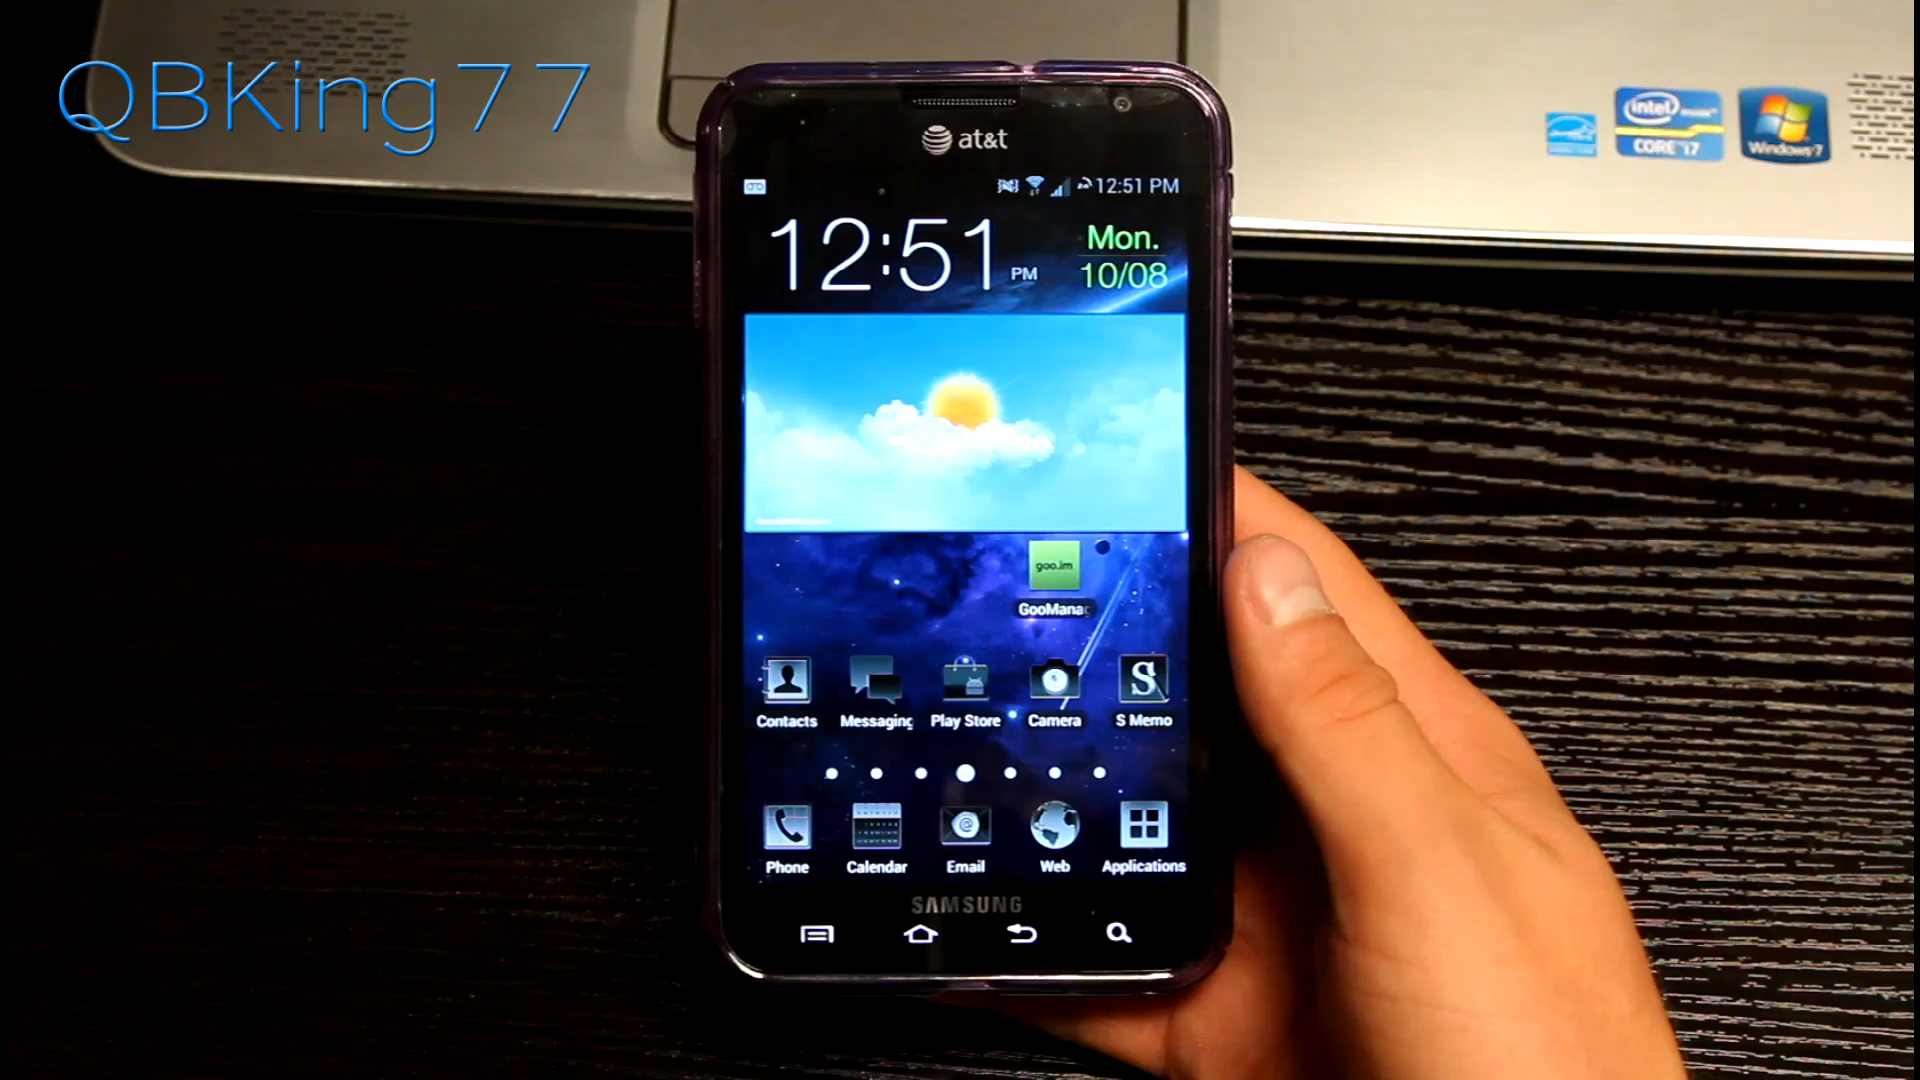 QBKing77
intel
CORE i7
Windows 7
at&t
12:51 PM
12:51 PM
Mon.
10/08
goo.im
GooMana
Contacts
Messaging
Play Store
Camera
S
S Memo
Phone
Calendar
Email
Web
Applications
SAMSUNG